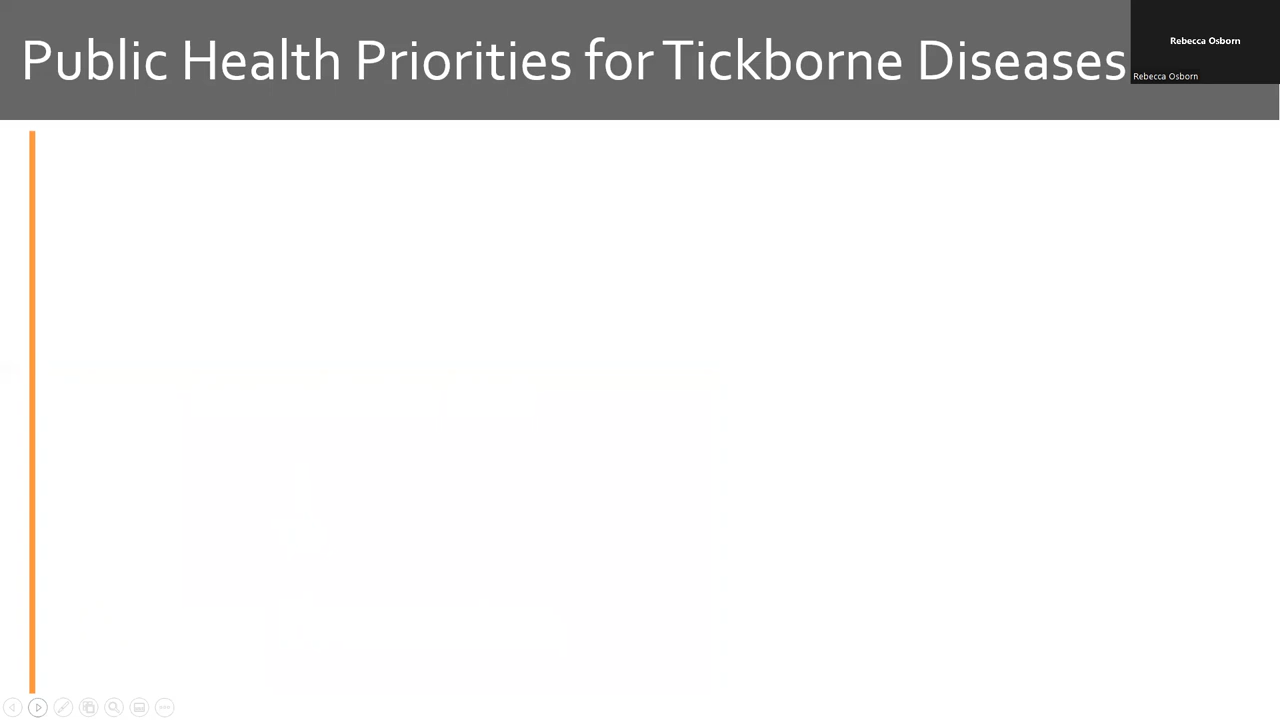 Public Health Priorities for Tickborne Diseases
Rebecca Osborn
Rebecca Osborn